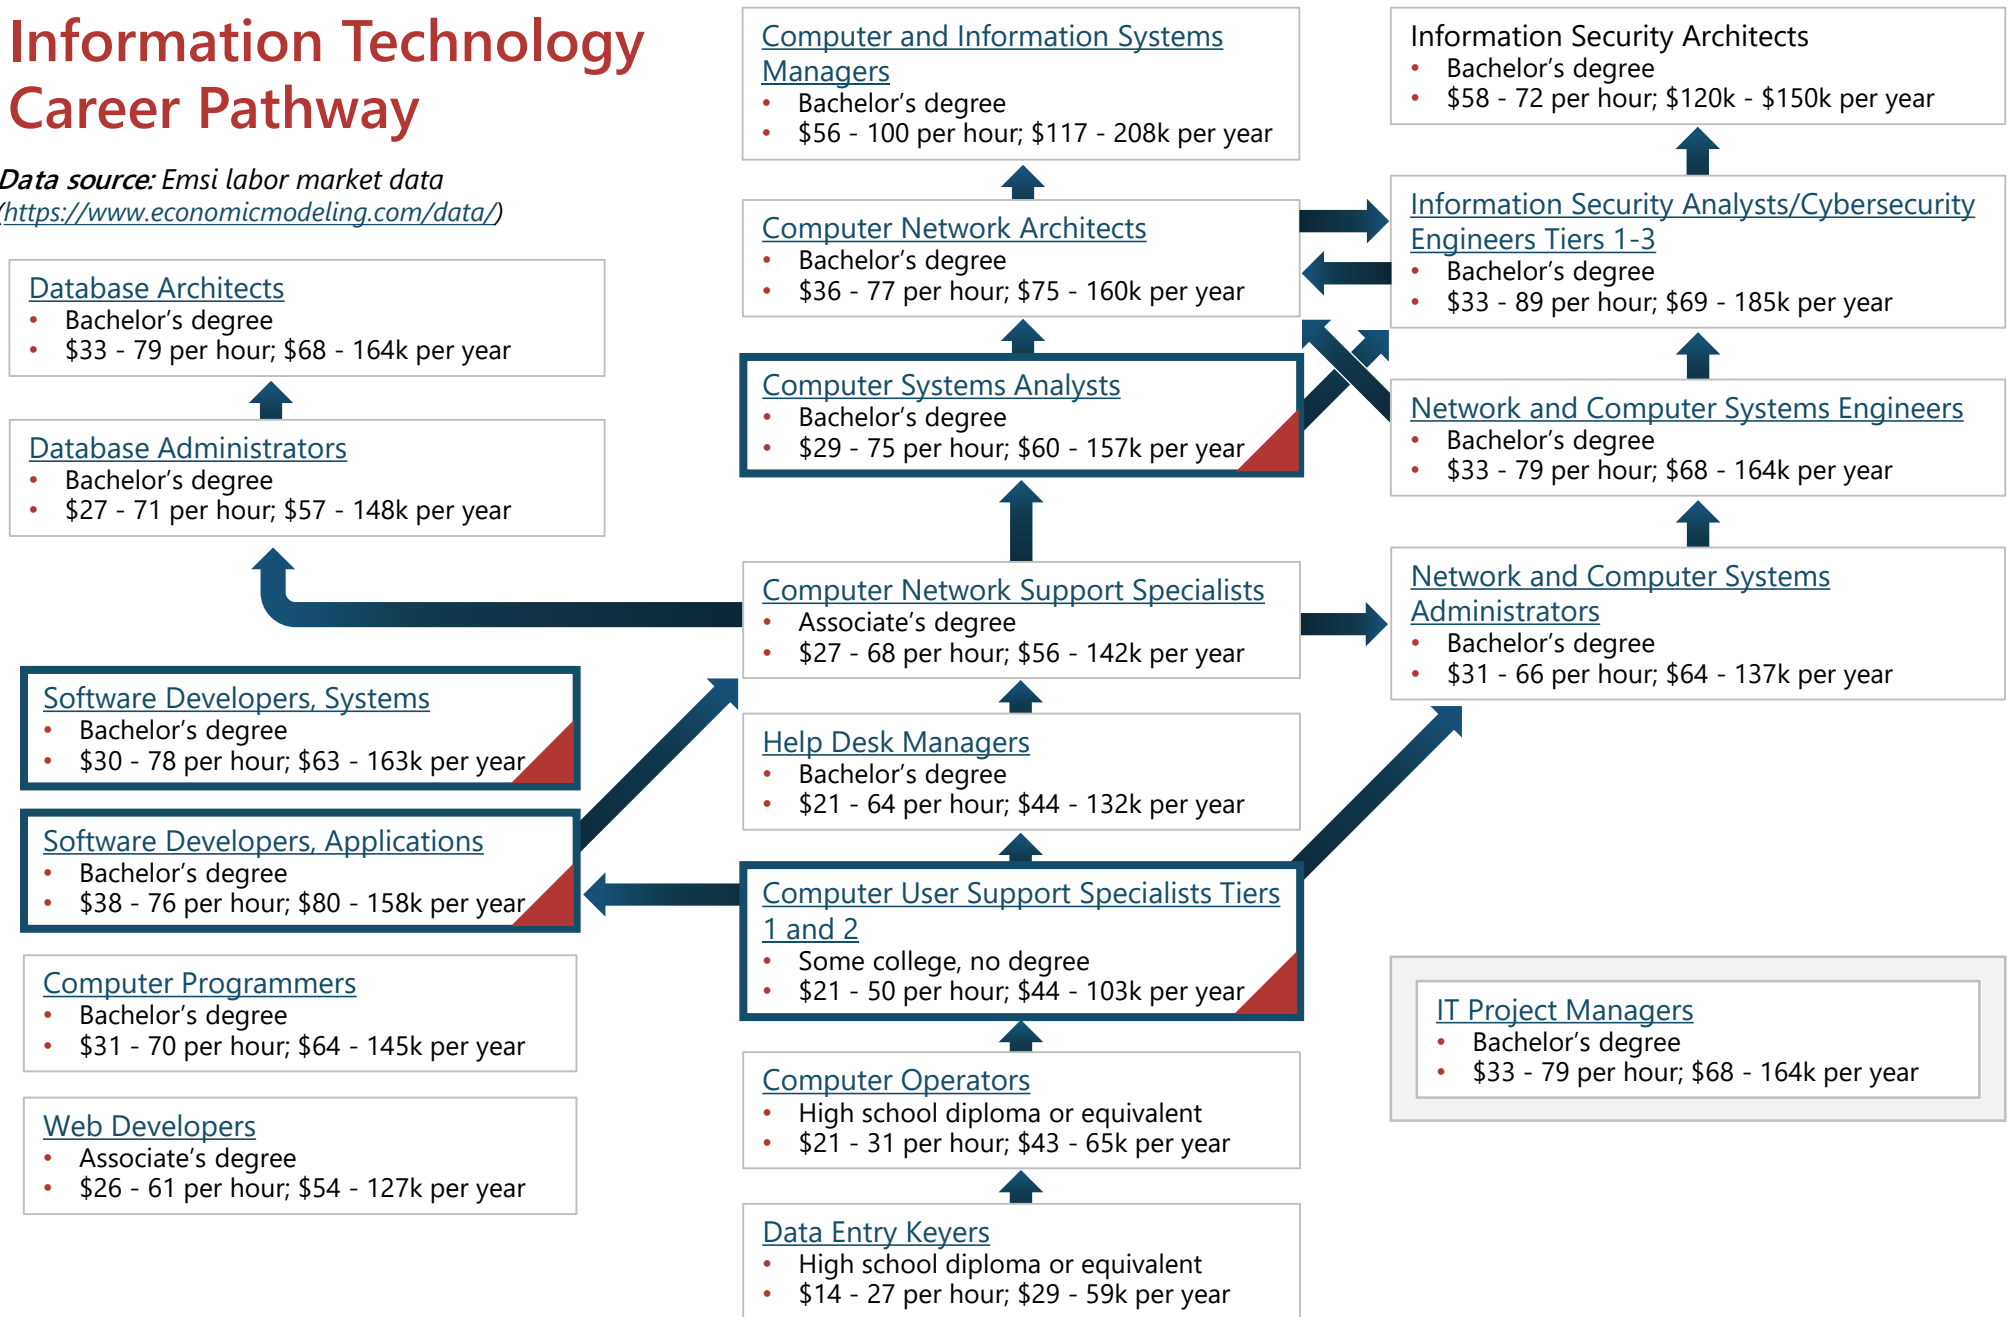 Information Technology
Career Pathway
Data source: Emsi labor market data
(https://www.economicmodeling.com/data/)
Database Architects
• Bachelor's degree
• $33 - 79 per hour; $68 - 164k per year
Database Administrators
• Bachelor's degree
• $27 - 71 per hour; $57 - 148k per year
Software Developers, Systems
• Bachelor's degree
• $30 - 78 per hour; $63 - 163k per year
Software Developers, Applications
• Bachelor's degree
• $38 - 76 per hour; $80 - 158k per year
Computer Programmers
• Bachelor's degree
• $31 - 70 per hour; $64 - 145k per year
Web Developers
• Associate's degree
• $26 - 61 per hour; $54 - 127k per year
Computer and Information Systems
Managers
• Bachelor's degree
• $56 - 100 per hour; $117 - 208k per year
Computer Network Architects
• Bachelor's degree
• $36 - 77 per hour; $75 - 160k per year
Computer Systems Analysts
• Bachelor's degree
• $29 - 75 per hour; $60 - 157k per year
Computer Network Support Specialists
• Associate's degree
• $27 - 68 per hour; $56 - 142k per year
Help Desk Managers
• Bachelor's degree
• $21 - 64 per hour; $44 - 132k per year
Computer User Support Specialists Tiers
1 and 2
• Some college, no degree
• $21 - 50 per hour; $44 - 103k per year
Computer Operators
• High school diploma or equivalent
• $21 - 31 per hour; $43 - 65k per year
Data Entry Keyers
• High school diploma or equivalent
• $14 - 27 per hour; $29 - 59k per year
Information Security Architects
• Bachelor's degree
• $58 - 72 per hour; $120k - $150k per year
Information Security Analysts/Cybersecurity
Engineers Tiers 1-3
• Bachelor's degree
• $33 - 89 per hour; $69 - 185k per year
Network and Computer Systems Engineers
• Bachelor's degree
• $33 - 79 per hour; $68 - 164k per year
Network and Computer Systems
Administrators
• Bachelor's degree
• $31 - 66 per hour; $64 - 137k per year
IT Project Managers
• Bachelor's degree
• $33 - 79 per hour; $68 - 164k per year